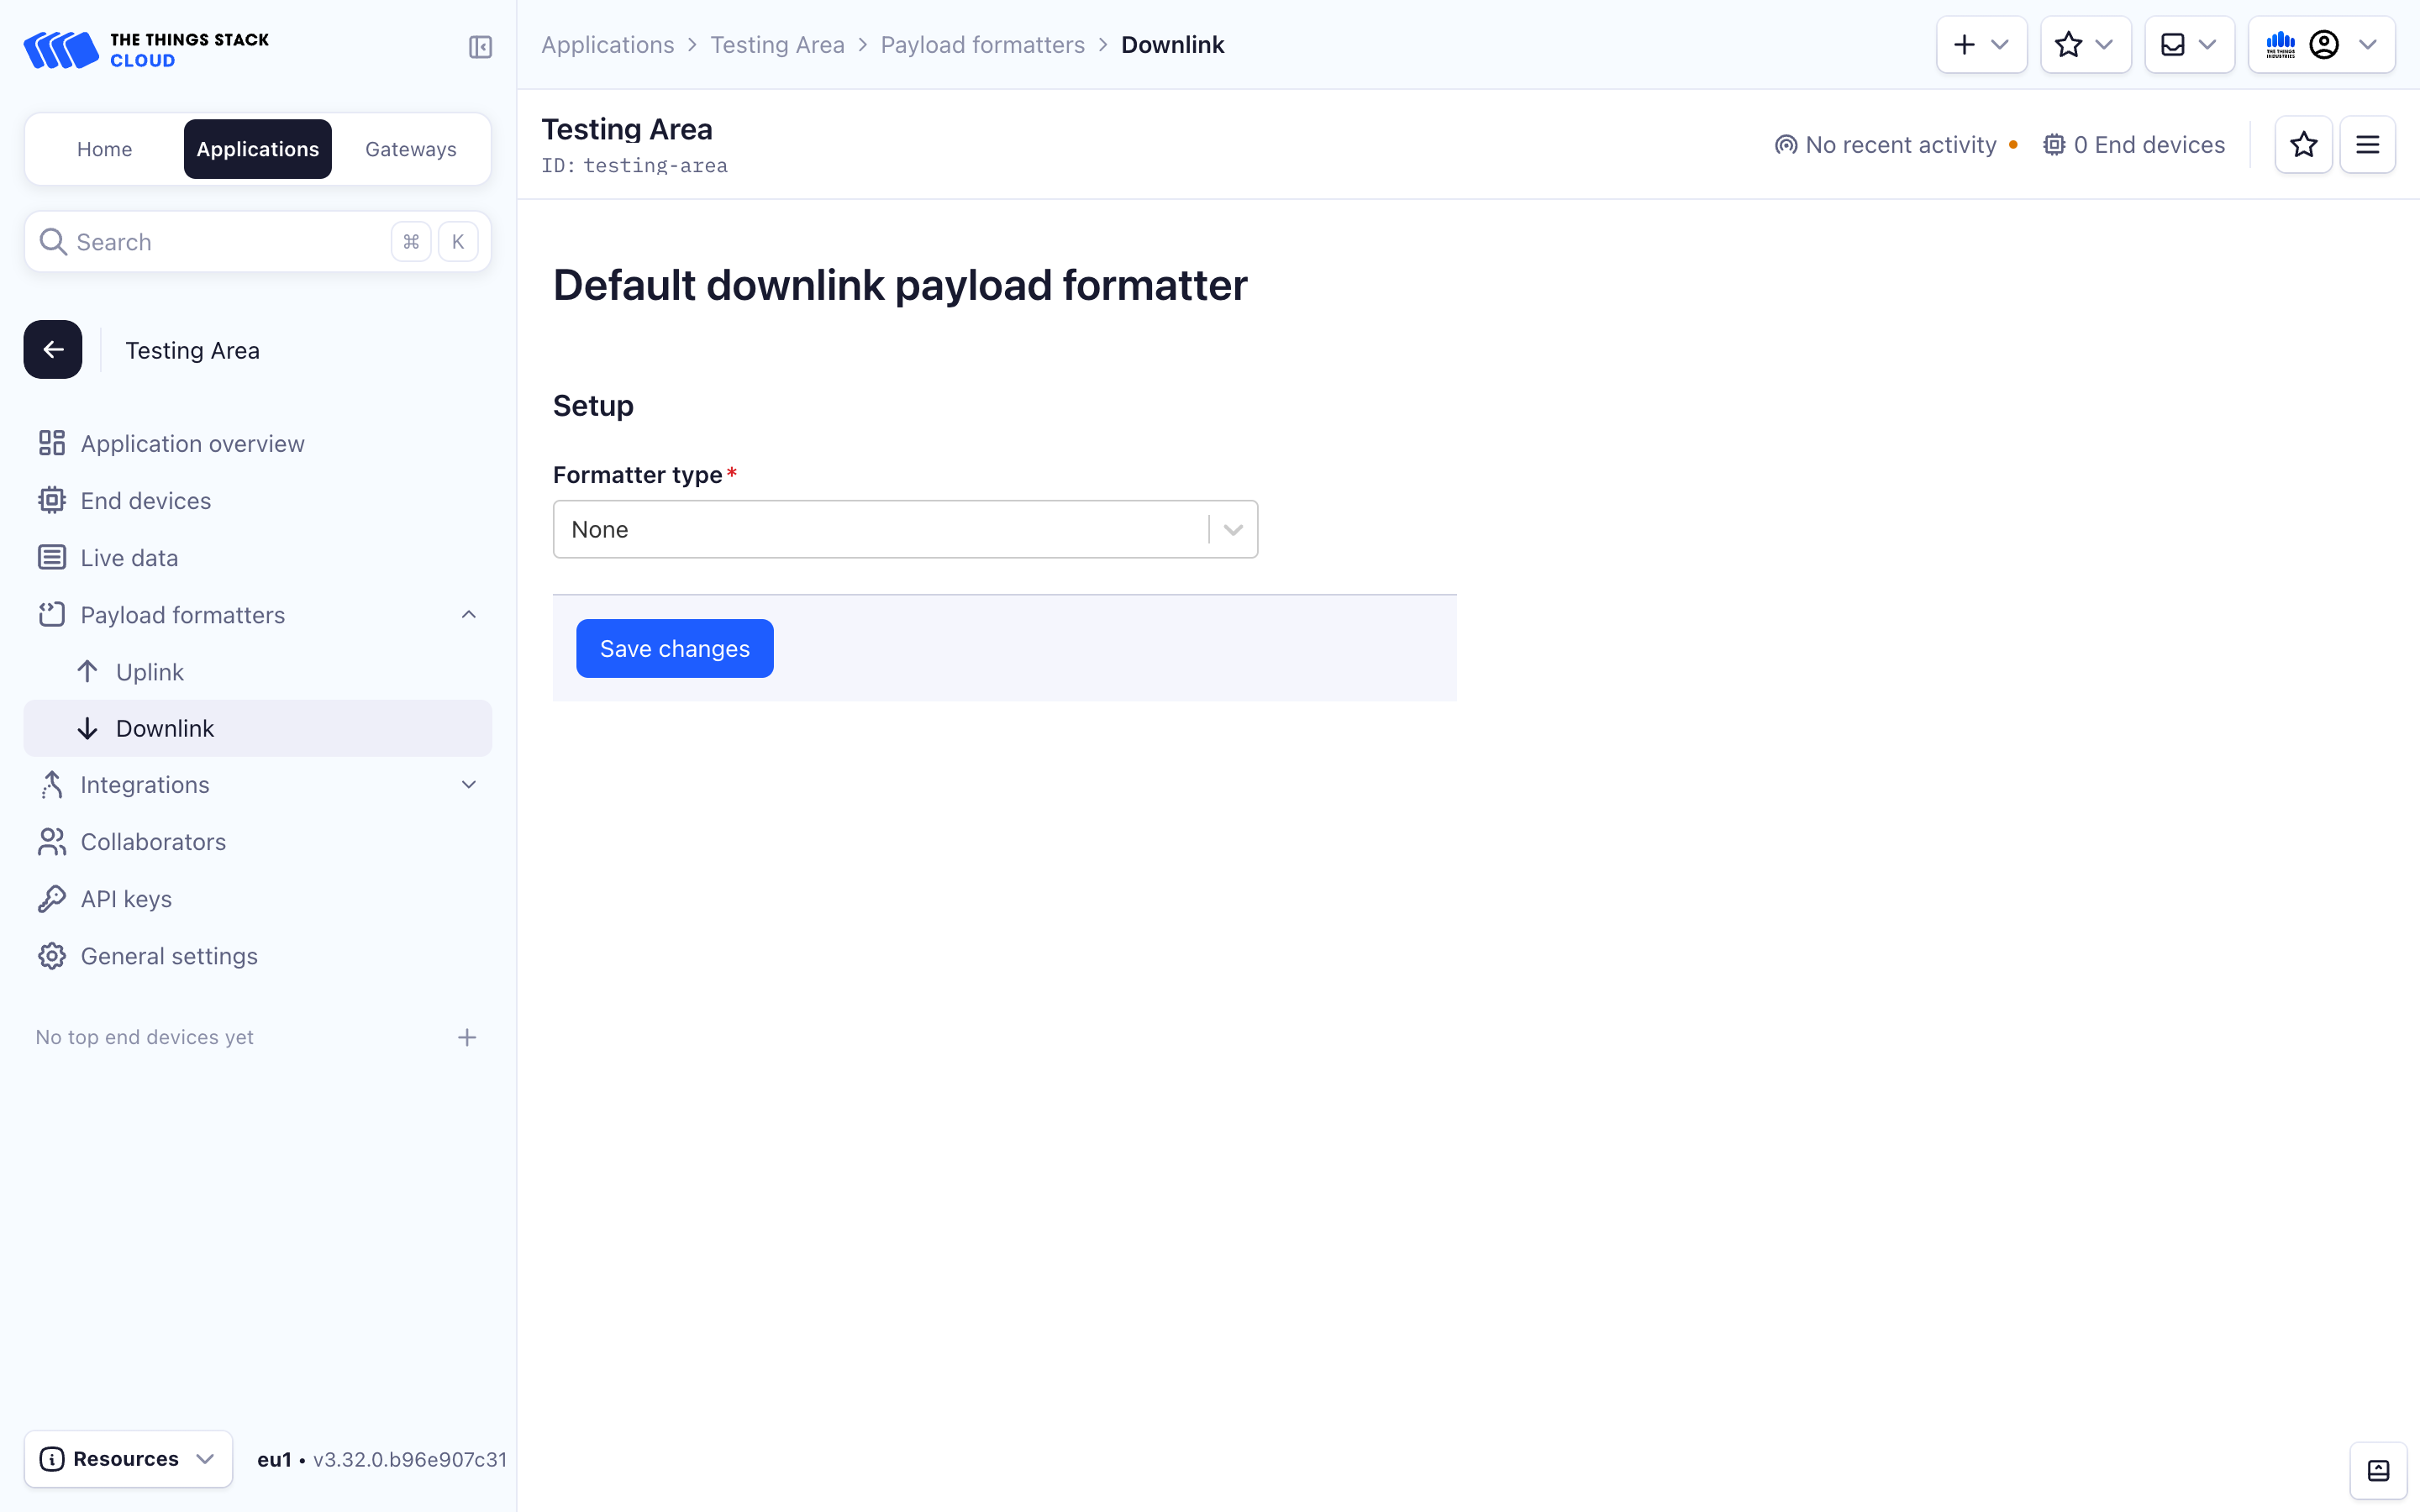 THE THINGS STACK
CLOUD
Applications > Testing Area > Payload formatters > Downlink
THE THINGS
INDUSTRIES
Home
Applications
Gateways
Search
⌘ K
Testing Area
ID: testing-area
No recent activity
0 End devices
Testing Area
Application overview
End devices
Live data
Payload formatters
Uplink
Downlink
Integrations
Collaborators
API keys
General settings
No top end devices yet
Default downlink payload formatter
Setup
Formatter type*
None
Save changes
Resources
eu1 • v3.32.0.b96e907c31